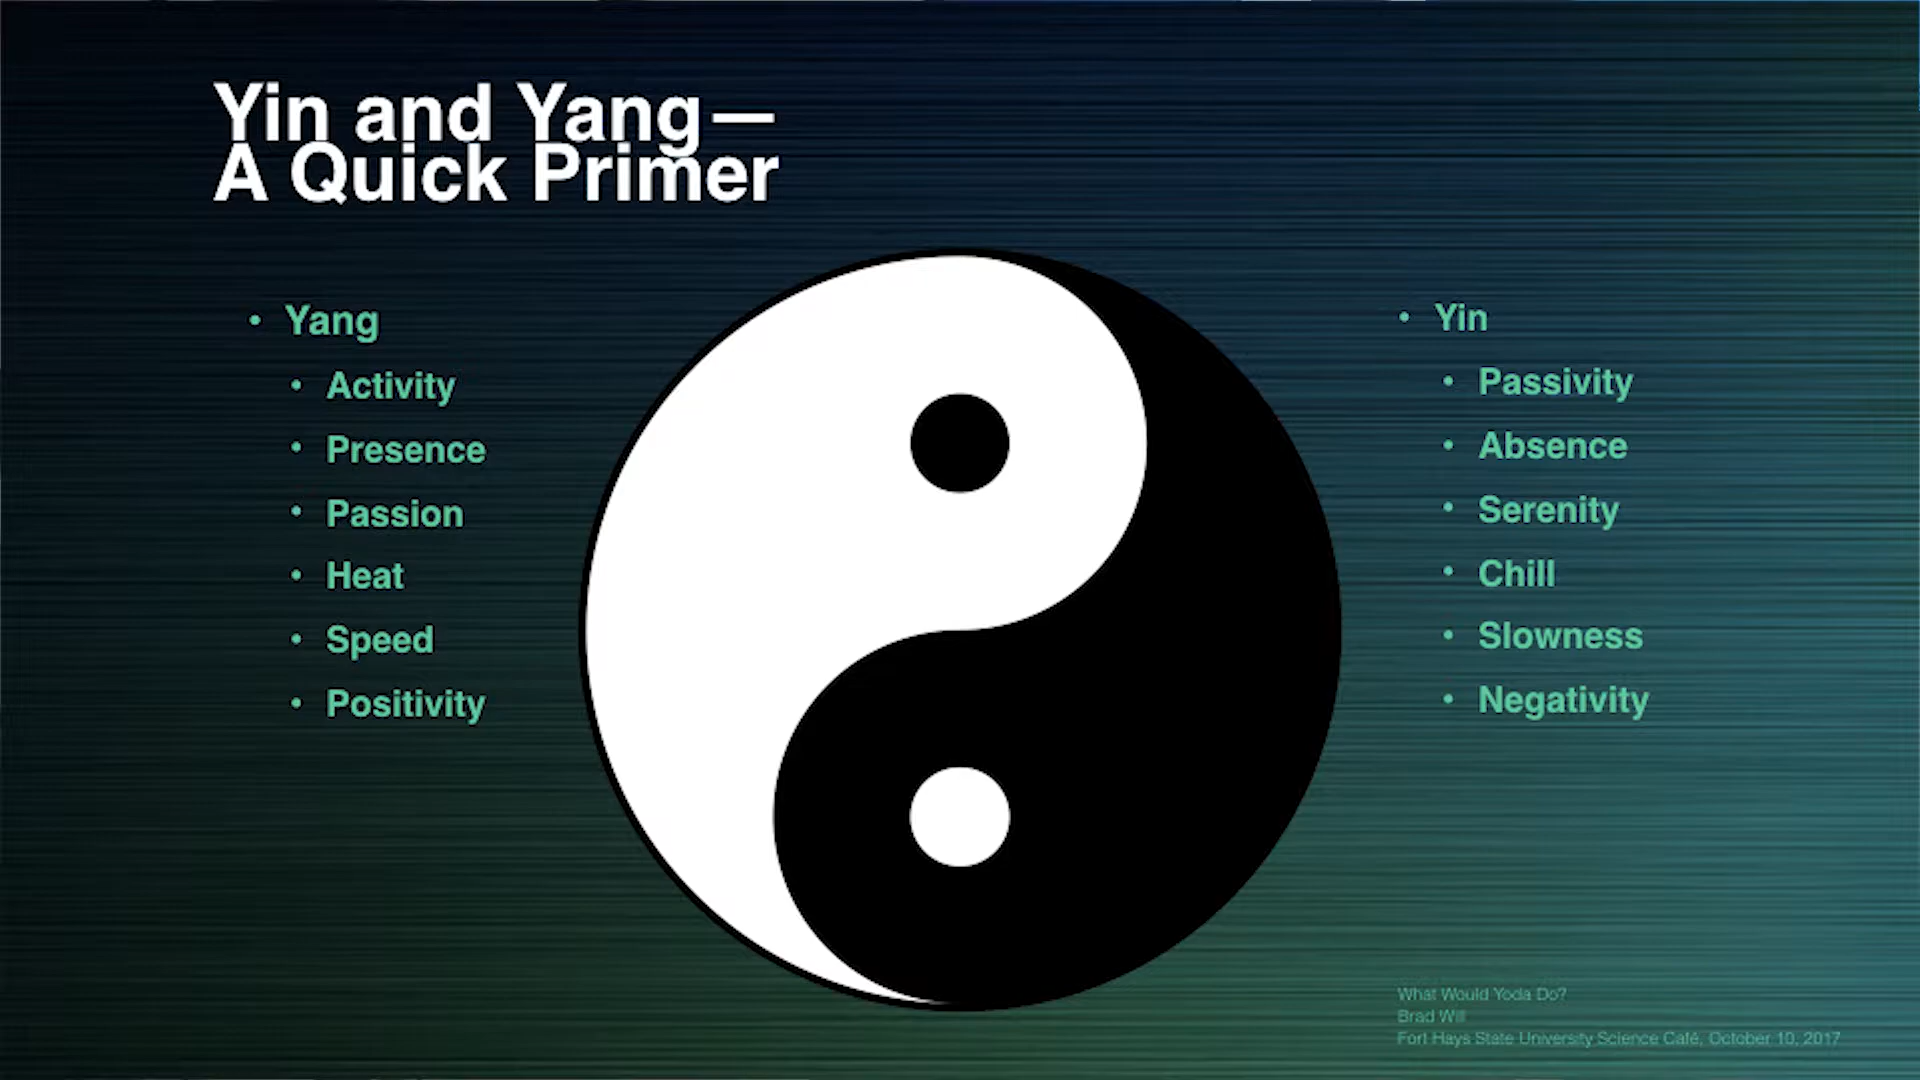 Yin and Yang—
A Quick Primer
• Yang
• Activity
• Presence
• Passion
• Heat
• Speed
• Positivity
• Yin
• Passivity
• Absence
• Serenity
• Chill
• Slowness
• Negativity
What Would Yoda Do?
Brad Will
Fort Hays State University Science Café, October 10, 2017